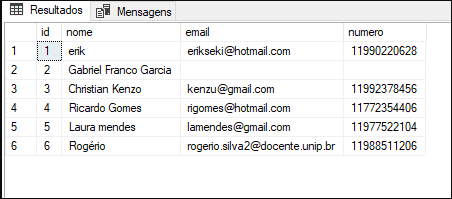 Resultados Mensagens
id nome email numero
1 1 erik erikseki@hotmail.com 11990220628
2 2 Gabriel Franco Garcia
3 3 Christian Kenzo kenzu@gmail.com 11992378456
4 4 Ricardo Gomes rigomes@hotmail.com 11772354406
5 5 Laura mendes lamendes@gmail.com 11977522104
6 6 Rogério rogerio.silva2@docente.unip.br 11988511206